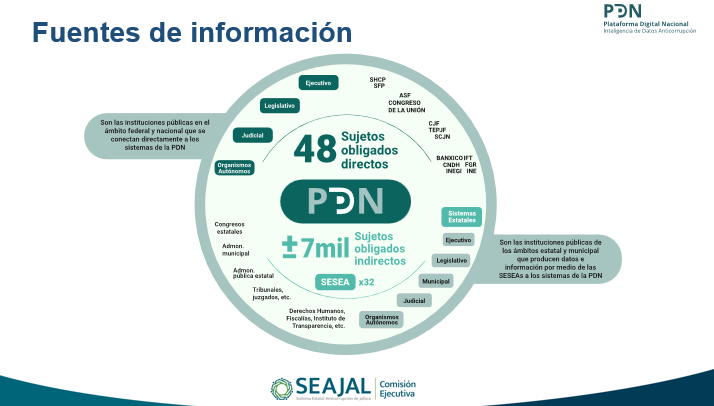 Fuentes de información
PDN
Plataforma Digital Nacional
Inteligencia de Datos Anticorrupción
Son las instituciones públicas en el
ámbito federal y nacional que se
conectan directamente a los
sistemas de la PDN
Ejecutivo
Legislativo
Judicial
Organismos
Autónomos
SHCP
SFP
ASF
CONGRESO
DE LA UNIÓN
CJF
TEPJF
SCJN
BANXICO IFT
CNDH FGR
INEGI INE
48 Sujetos
obligados
directos
PDN
±7mil Sujetos
obligados
indirectos
SESEA x32
Congresos
estatales
Admon.
municipal
Admon.
pública estatal
Tribunales,
juzgados, etc.
Derechos Humanos,
Fiscalías, Instituto de
Transparencia, etc.
Sistemas
Estatales
Ejecutivo
Legislativo
Municipal
Judicial
Organismos
Autónomos
Son las instituciones públicas de
los ámbitos estatal y municipal
que producen datos e
información por medio de las
SESEAs a los sistemas de la PDN
SEAJAL
Sistema Estatal Anticorrupción de Jalisco
Comisión
Ejecutiva